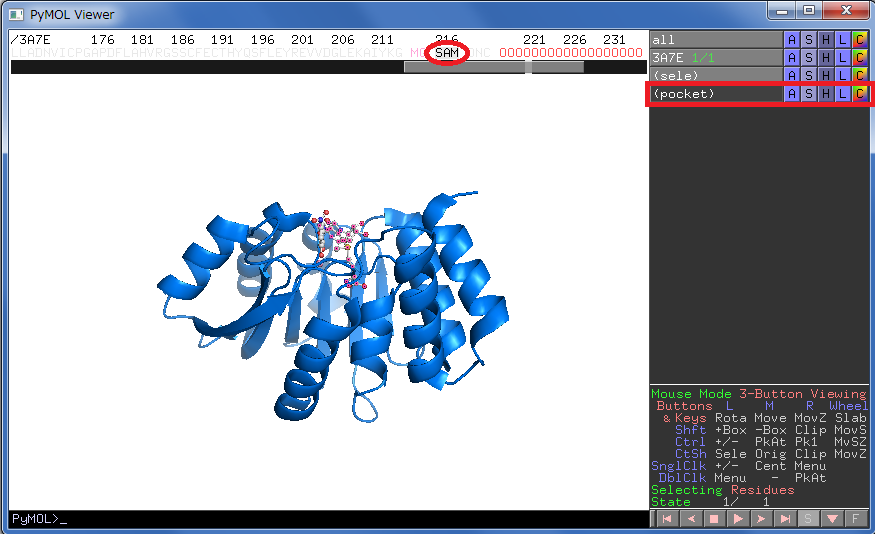 PyMOL Viewer
/3A7E 176 181 186 191 196 201 206 211 216 221 226 231
SAM OOOOOOOOOOOOOOOOOO
all A S H L C
3A7E 1/1 A S H L C
(sele) A S H L C
(pocket) A S H L C
Mouse Mode 3-Button Viewing
Buttons L M R Wheel
& Keys Rota Move MovZ Slab
Shft +Box -Box Clip MovS
Ctrl +/- PkAt Pk1 MvSZ
CtSh Sele Orig Clip MovZ
SnglClk +/- Cent Menu
DblClk Menu - PkAt
Selecting Residues
State 1/ 1
PyMOL>_
S F